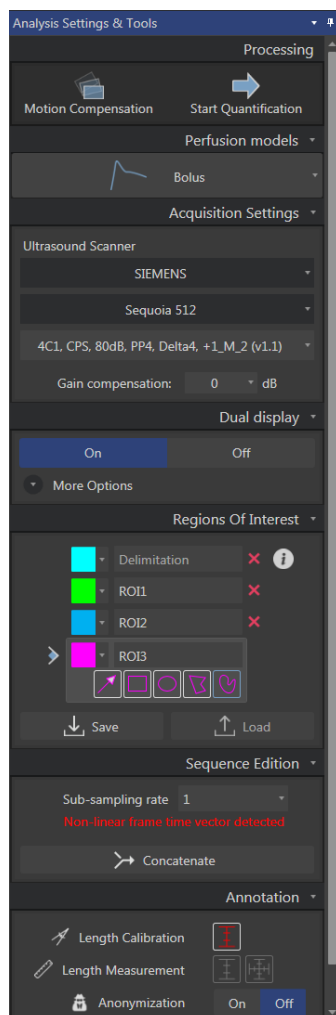 Analysis Settings & Tools
Processing
Motion Compensation
Start Quantification
Perfusion models
Bolus
Acquisition Settings
Ultrasound Scanner
SIEMENS
Sequoia 512
4C1, CPS, 80dB, PP4, Delta4, +1_M_2 (v1.1)
Gain compensation: 0 dB
Dual display
On Off
More Options
Regions Of Interest
Delimitation
ROI1
ROI2
ROI3
Save Load
Sequence Edition
Sub-sampling rate 1
Non-linear frame time vector detected
Concatenate
Annotation
Length Calibration
Length Measurement
Anonymization On Off